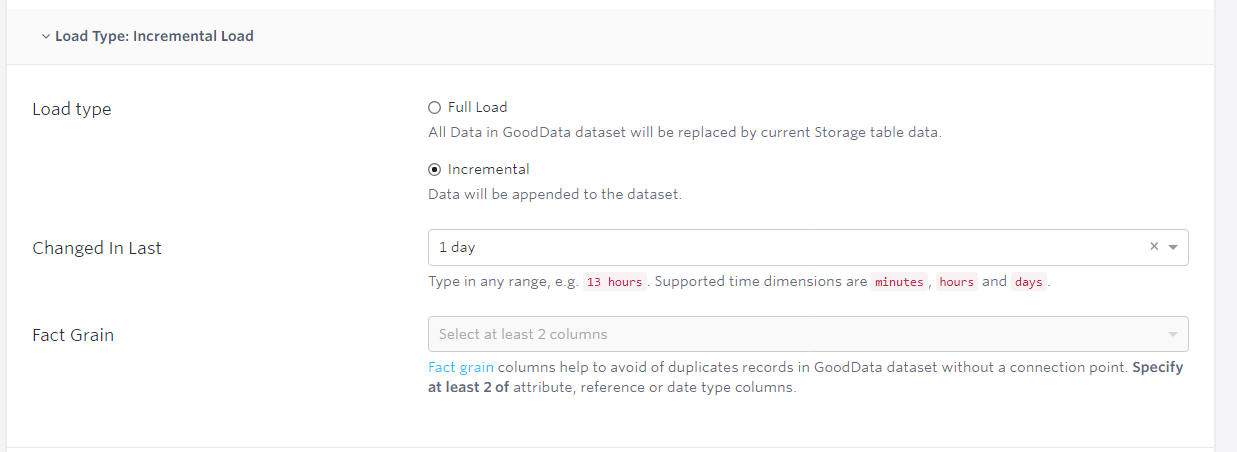 Load Type: Incremental Load
Load type
Full Load
All Data in GoodData dataset will be replaced by current Storage table data.
Incremental
Data will be appended to the dataset.
Changed In Last
1 day
Type in any range, e.g. 13 hours. Supported time dimensions are minutes, hours and days.
Fact Grain
Select at least 2 columns
Fact grain columns help to avoid of duplicates records in GoodData dataset without a connection point. Specify
at least 2 of attribute, reference or date type columns.